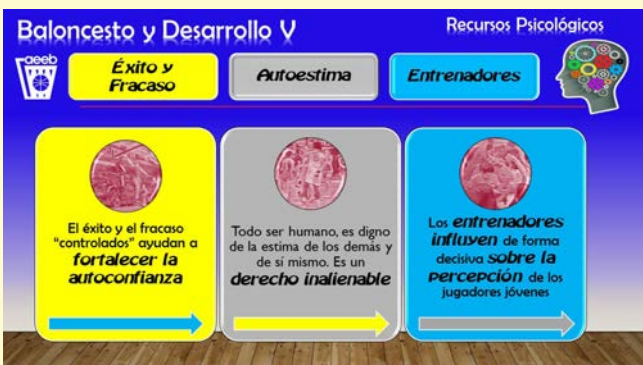 Baloncesto y Desarrollo V
Recursos Psicológicos
aeeb
Éxito y
Fracaso
Autoestima
Entrenadores
El éxito y el fracaso
"controlados" ayudan a
fortalecer la
autoconfianza
Todo ser humano, es digno
de la estima de los demás y
de sí mismo. Es un
derecho inalienable
Los entrenadores
influyen de forma
decisiva sobre la
percepción de los
jugadores jóvenes